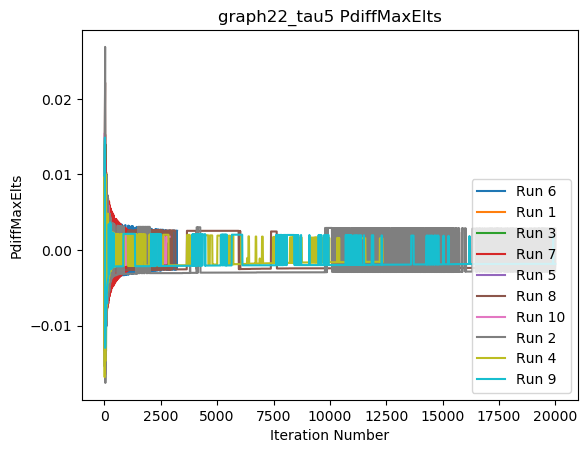 graph22_tau5 PdiffMaxElts
PdiffMaxElts
0.02
0.01
0.00
−0.01
0
2500
5000
7500
10000
12500
15000
17500
20000
Iteration Number
Run 6
Run 1
Run 3
Run 7
Run 5
Run 8
Run 10
Run 2
Run 4
Run 9